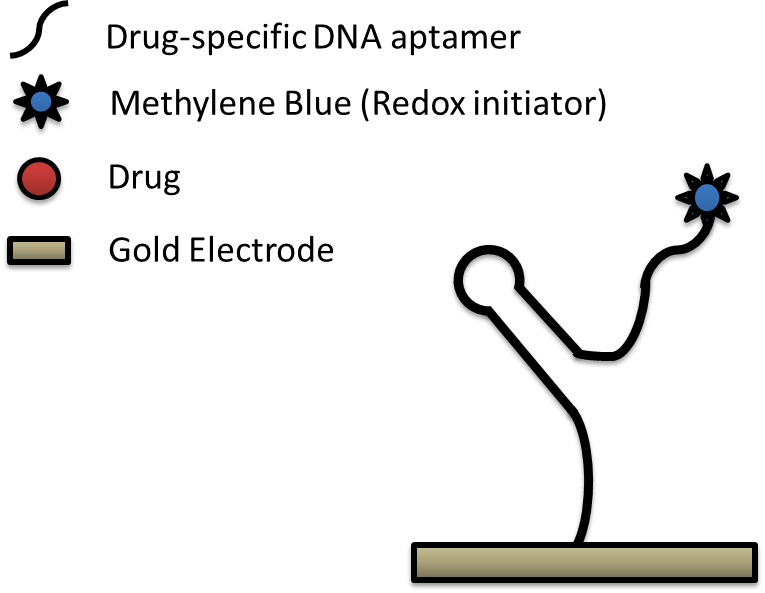 Drug-specific DNA aptamer
Methylene Blue (Redox initiator)
Drug
Gold Electrode